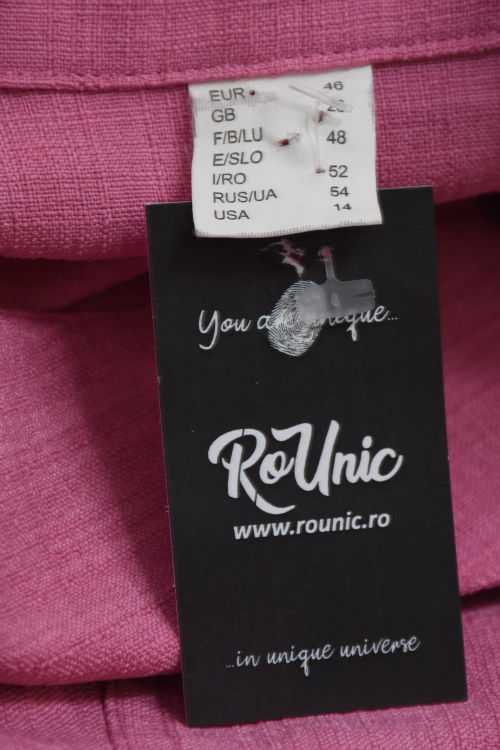 EUR 46
GB
F/B/LU 48
E/SLO
I/RO 52
RUS/UA 54
USA 14
You a
RoUnic
www.rounic.ro
...in unique universe